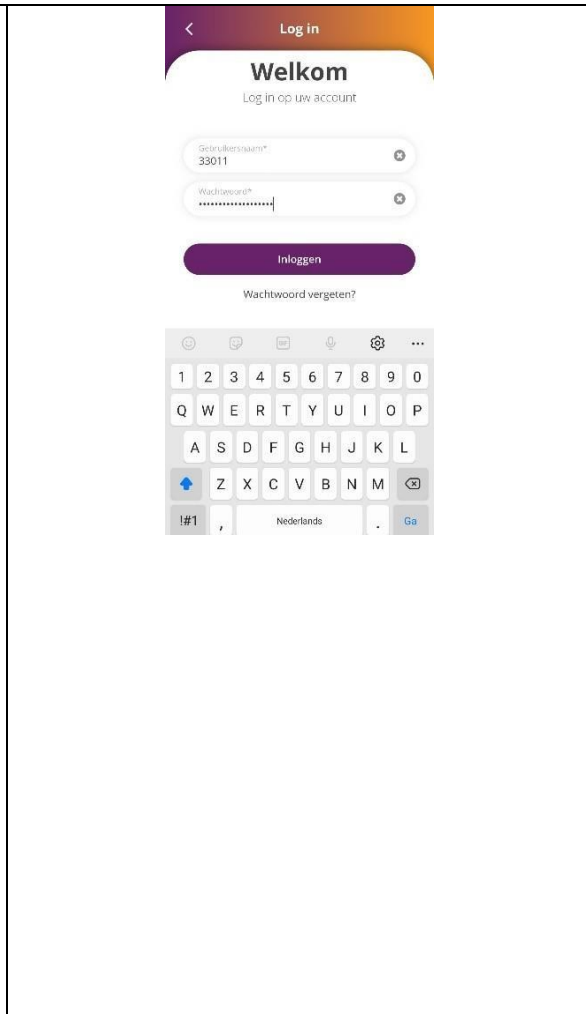 Log in
Welkom
Log in op uw account
Gebruikersnaam*
33011
Wachtwoord*
••••••••••••••••••
Inloggen
Wachtwoord vergeten?
GIF
1 2 3 4 5 6 7 8 9 0
Q W E R T Y U I O P
A S D F G H J K L
Z X C V B N M
!#1 , Nederlands . Ga